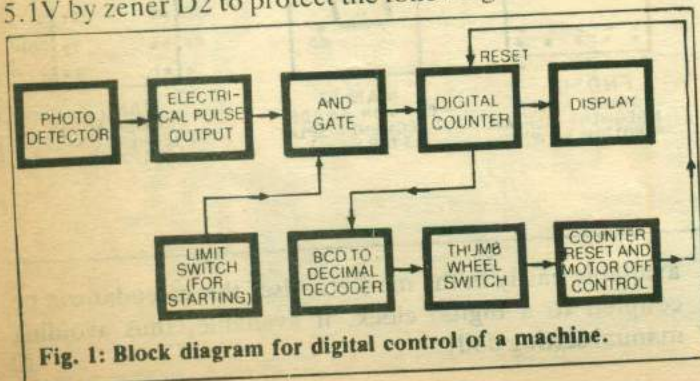 5.1V by zener D2 to protect the
RESET
PHOTO
DETECTOR
ELECTRI-
CAL PULSE
OUTPUT
AND
GATE
DIGITAL
COUNTER
DISPLAY
LIMIT
SWITCH
(FOR
STARTING)
BCD TO
DECIMAL
DECODER
THUMB
WHEEL
SWITCH
COUNTER
RESET AND
MOTOR OFF
CONTROL
Fig. 1: Block diagram for digital control of a machine.